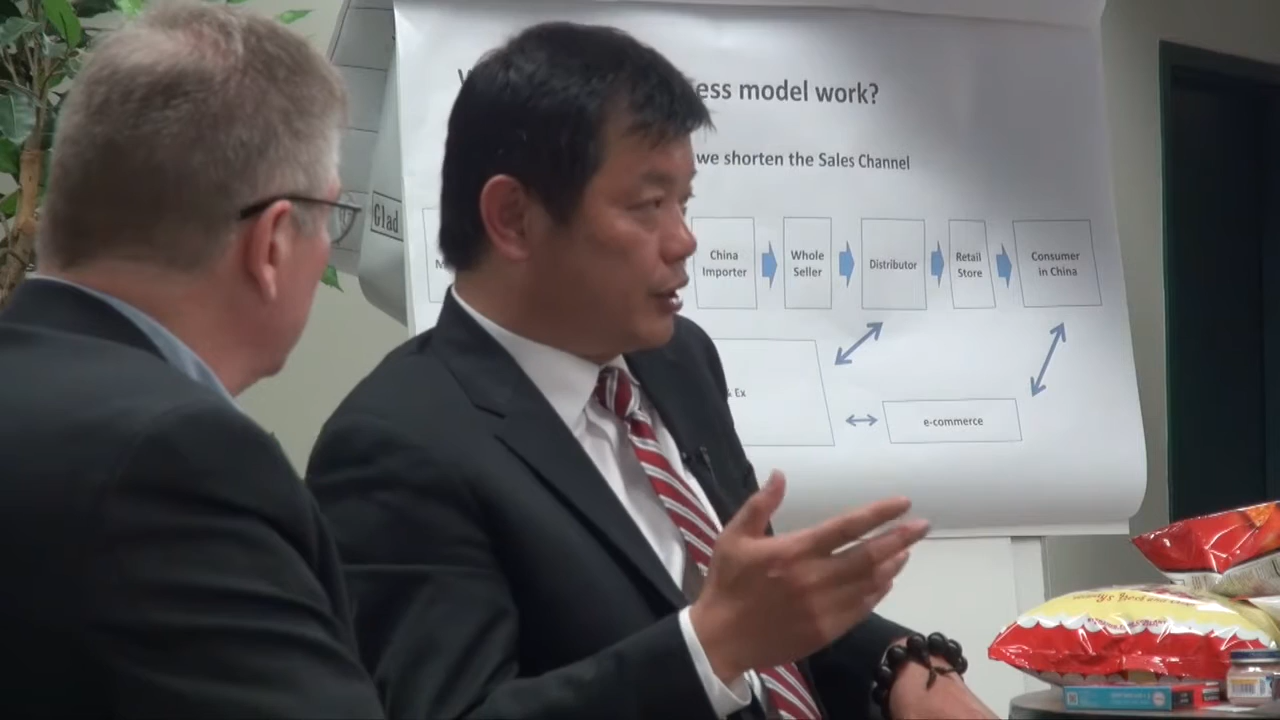 ess model work?
we shorten the Sales Channel
Glad
China
Importer
Whole
Seller
Distributor
Retail
Store
Consumer
in China
Ex
e-commerce